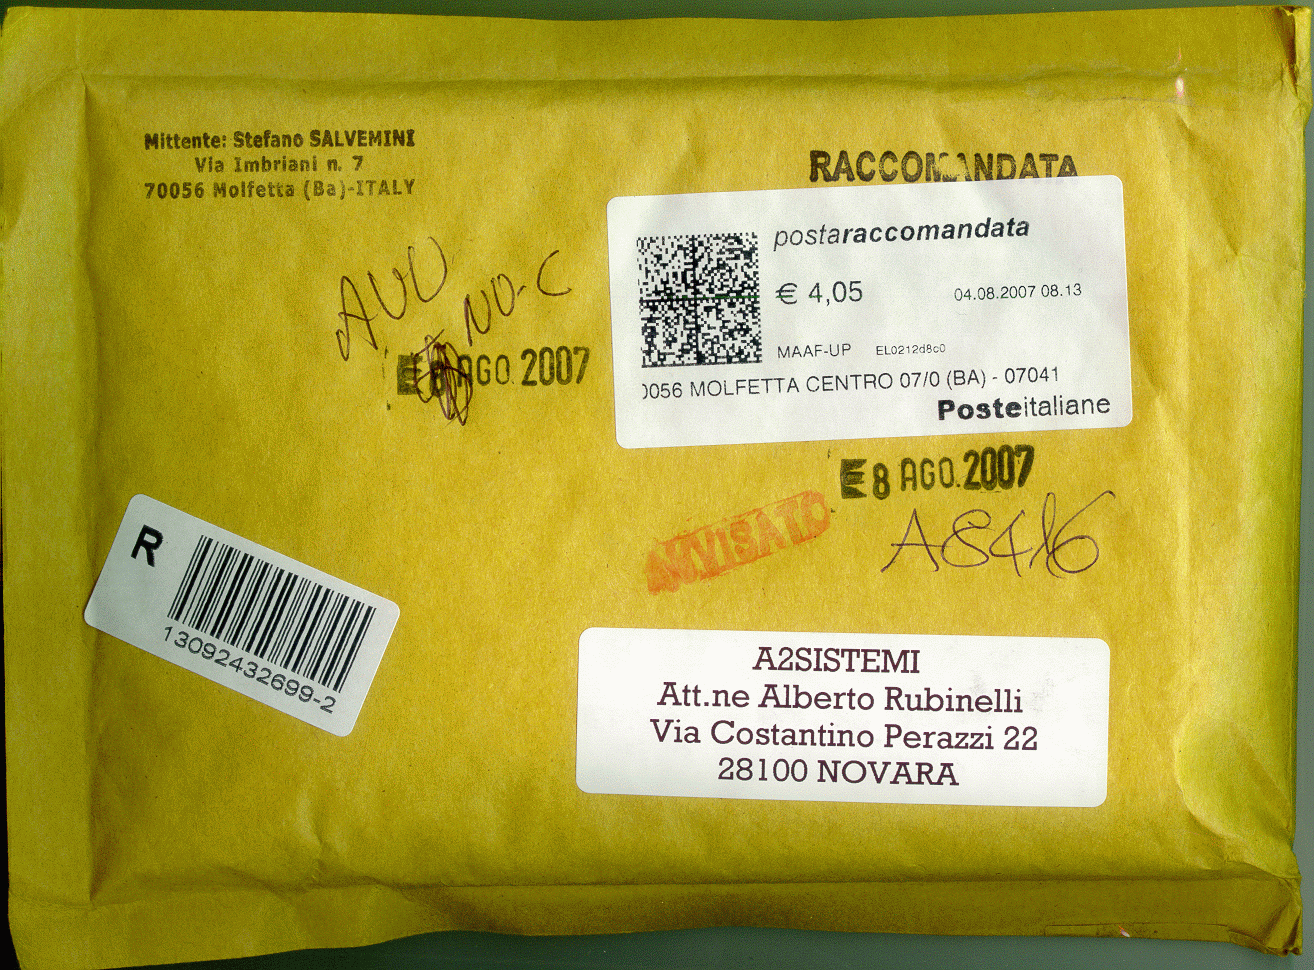 Mittente: Stefano SALVEMINI
Via Imbriani n. 7
70056 Molfetta (Ba)-ITALY
RACCOMANDATA
postaraccomandata
€ 4,05
04.08.2007 08.13
MAAF-UP EL0212d8c0
0056 MOLFETTA CENTRO 07/0 (BA) - 07041
Posteitaliane
AGO.2007
E8 AGO.2007
AVVISATO
R
13092432699-2
A2SISTEMI
Att.ne Alberto Rubinelli
Via Costantino Perazzi 22
28100 NOVARA